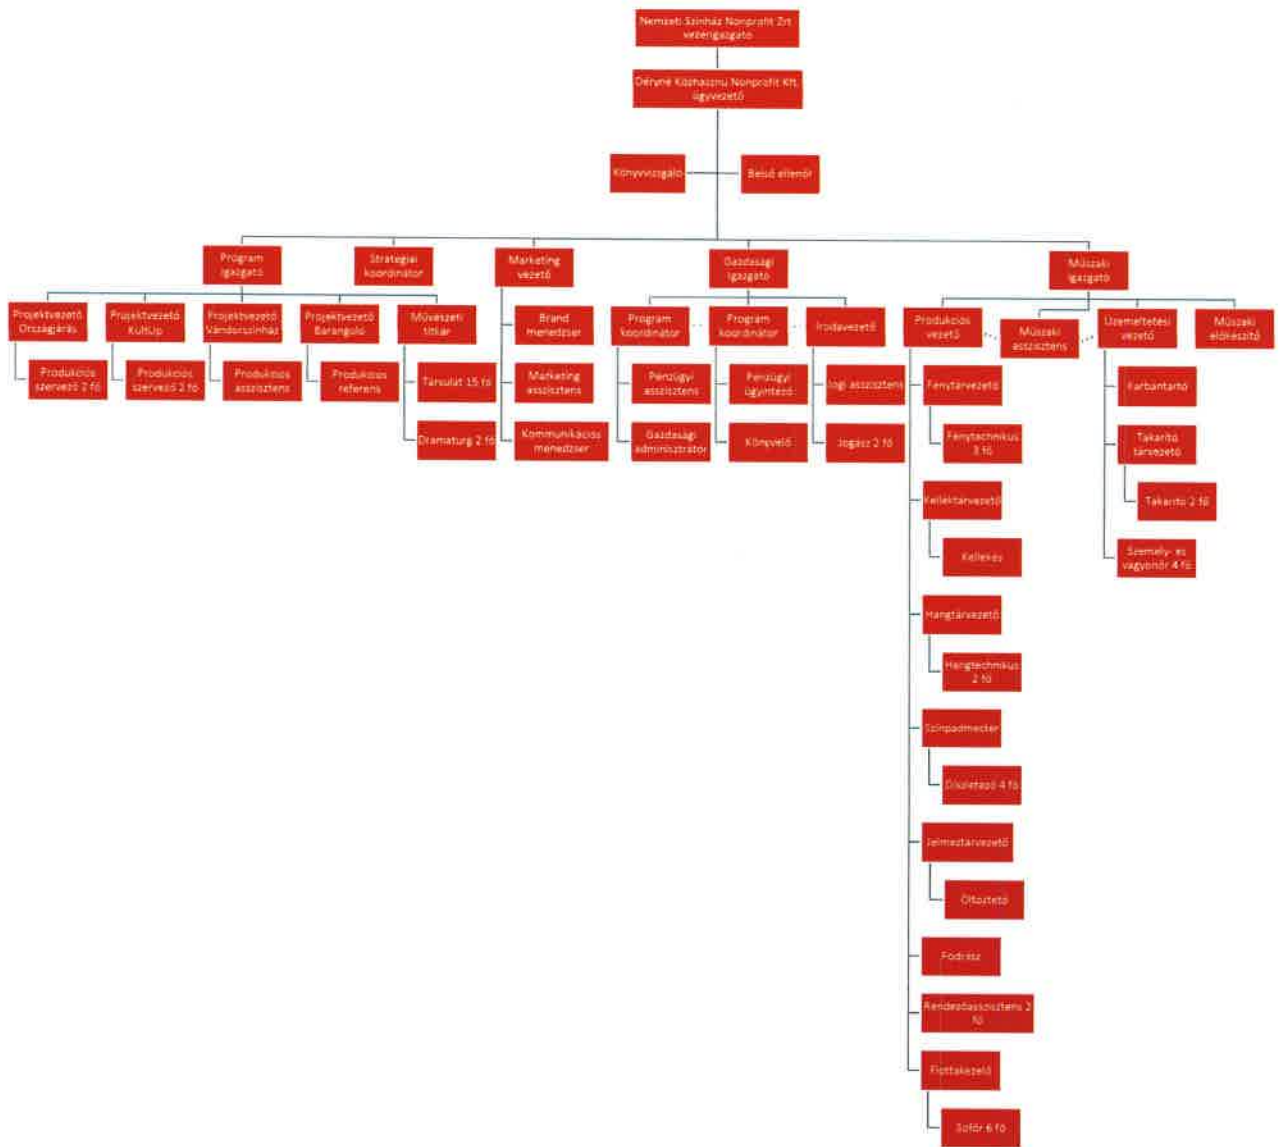 Nemzeti Színház Nonprofit Zrt
vezérigazgató
Déryné Közhasznú Nonprofit Kft.
ügyvezető
Könyvvizsgáló
Belső ellenőr
Program
igazgató
Stratégiai
koordinátor
Marketing
vezető
Gazdasági
igazgató
Műszaki
igazgató
Projektvezető
Országjárás
Projektvezető
KultUp
Projektvezető
Vándorszínház
Projektvezető
Barangoló
Művészeti
titkár
Brand
menedzser
Program
koordinátor
Program
koordinátor
Irodavezető
Produkciós
vezető
Műszaki
asszisztens
Üzemeltetési
vezető
Műszaki
előkészítő
Produkciós
szervező 2 fő
Produkciós
szervező 2 fő
Produkciós
asszisztens
Produkciós
referens
Társulat 15 fő
Marketing
asszisztens
Pénzügyi
asszisztens
Pénzügyi
ügyintéző
Jogi asszisztens
Fénytárvezető
Karbantartó
Dramaturg 2 fő
Kommunikációs
menedzser
Gazdasági
adminisztrátor
Könyvelő
Jogász 2 fő
Fénytechnikus
3 fő
Takarító
tárvezető
Kelléktárvezető
Takarító 2 fő
Kellékes
Személy- és
vagyonőr 4 fő
Hangtárvezető
Hangtechnikus
2 fő
Színpadmester
Díszletező 4 fő
Jelmeztárvezető
Öltöztető
Fodrász
Rendezőasszisztens 2
fő
Flottakezelő
Sofőr 6 fő